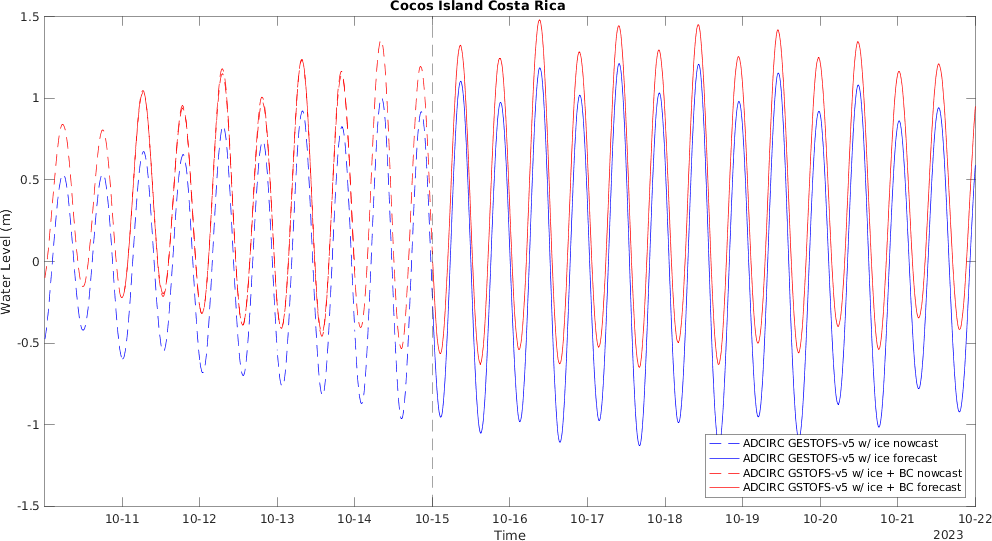 Cocos Island Costa Rica
1.5
1
0.5
0
-0.5
-1
-1.5
Water Level (m)
ADCIRC GESTOFS-v5 w/ ice nowcast
ADCIRC GESTOFS-v5 w/ ice forecast
ADCIRC GSTOFS-v5 w/ ice + BC nowcast
ADCIRC GSTOFS-v5 w/ ice + BC forecast
10-11 10-12 10-13 10-14 10-15 10-16 10-17 10-18 10-19 10-20 10-21 10-22
Time
2023